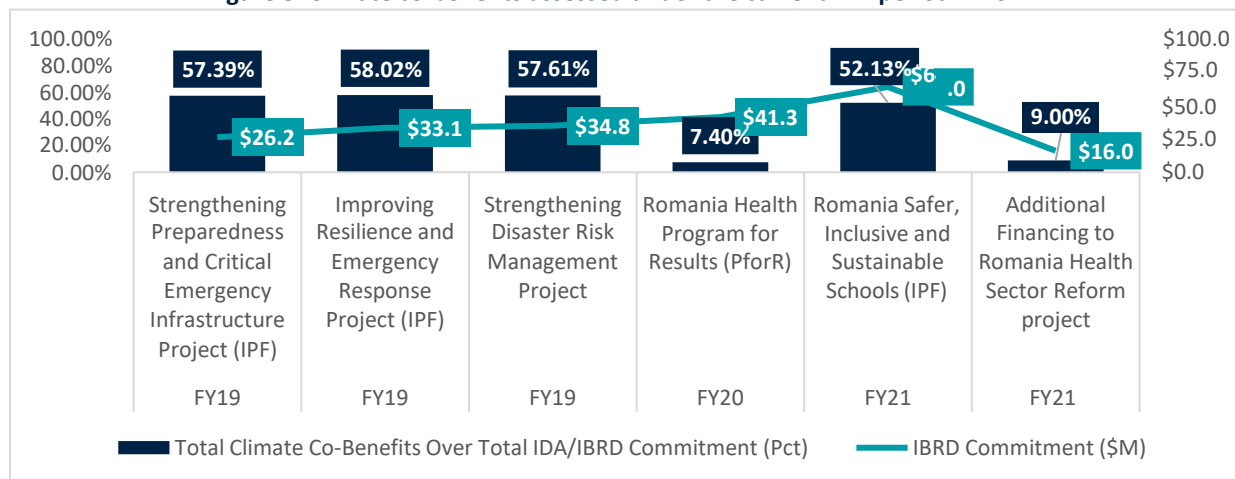 100.00%
80.00%
60.00%
40.00%
20.00%
0.00%
$100.0
$75.0
$50.0
$25.0
$0.0
57.39%
58.02%
57.61%
7.40%
52.13%
9.00%
$26.2
$33.1
$34.8
$41.3
$16.0
Strengthening
Preparedness
and Critical
Emergency
Infrastructure
Project (IPF)
Improving
Resilience and
Emergency
Response
Project (IPF)
Strengthening
Disaster Risk
Management
Project
Romania Health
Program for
Results (PforR)
Romania Safer,
Inclusive and
Sustainable
Schools (IPF)
Additional
Financing to
Romania Health
Sector Reform
project
FY19
FY19
FY19
FY20
FY21
FY21
Total Climate Co-Benefits Over Total IDA/IBRD Commitment (Pct)
IBRD Commitment ($M)